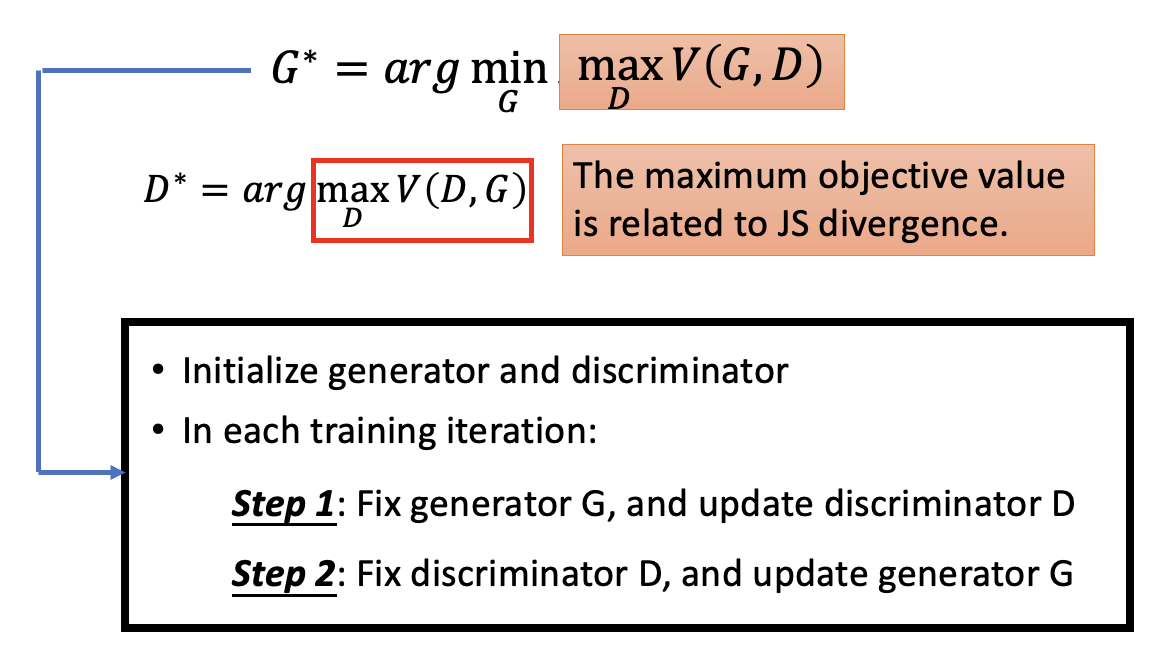 G* = arg min_G max_D V(G, D)
D* = arg max_D V(D, G)
The maximum objective value
is related to JS divergence.
• Initialize generator and discriminator
• In each training iteration:
Step 1: Fix generator G, and update discriminator D
Step 2: Fix discriminator D, and update generator G